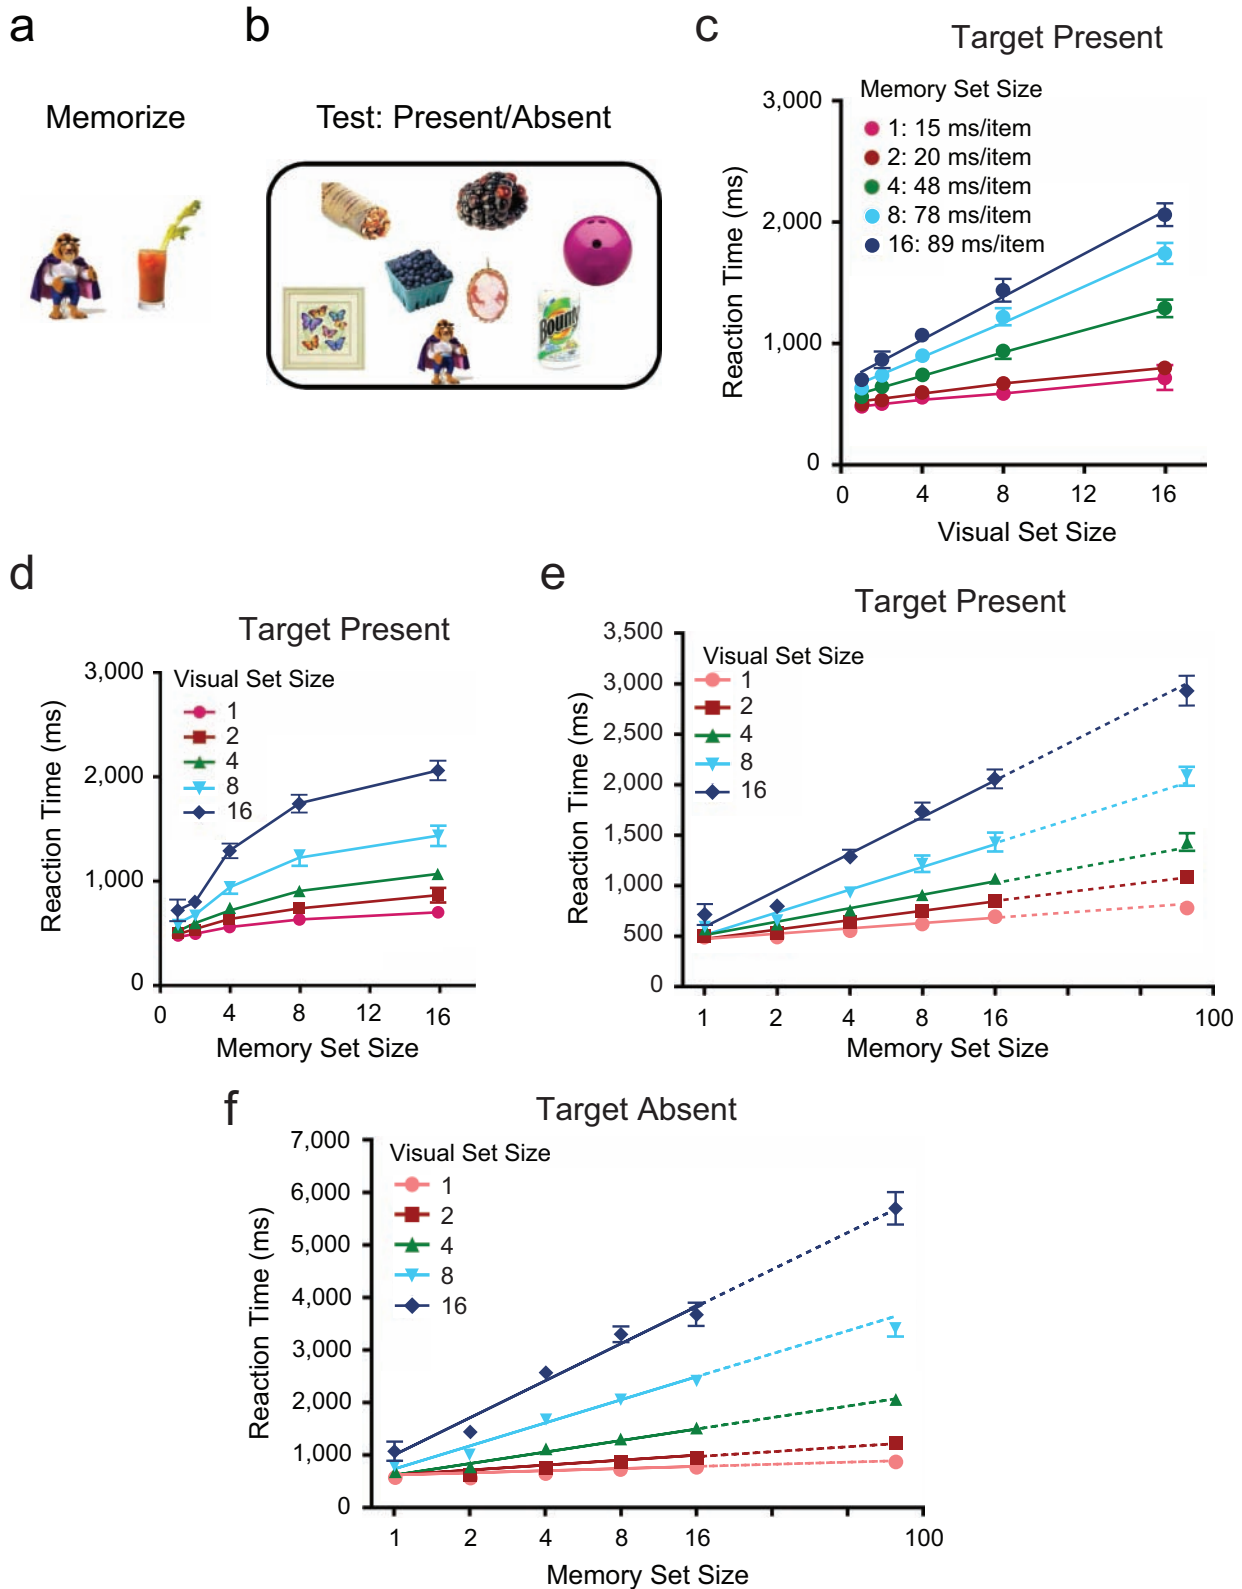 a
b
c
Target Present
Memorize
Test: Present/Absent
Bounty
Memory Set Size
1: 15 ms/item
2: 20 ms/item
4: 48 ms/item
8: 78 ms/item
16: 89 ms/item
3,000
2,000
1,000
0
Reaction Time (ms)
0
4
8
12
16
Visual Set Size
d
Target Present
Visual Set Size
1
2
4
8
16
3,000
2,000
1,000
0
Reaction Time (ms)
0
4
8
12
16
Memory Set Size
e
Target Present
Visual Set Size
1
2
4
8
16
3,500
3,000
2,500
2,000
1,500
1,000
500
0
Reaction Time (ms)
1
2
4
8
16
100
Memory Set Size
f
Target Absent
Visual Set Size
1
2
4
8
16
7,000
6,000
5,000
4,000
3,000
2,000
1,000
0
Reaction Time (ms)
1
2
4
8
16
100
Memory Set Size